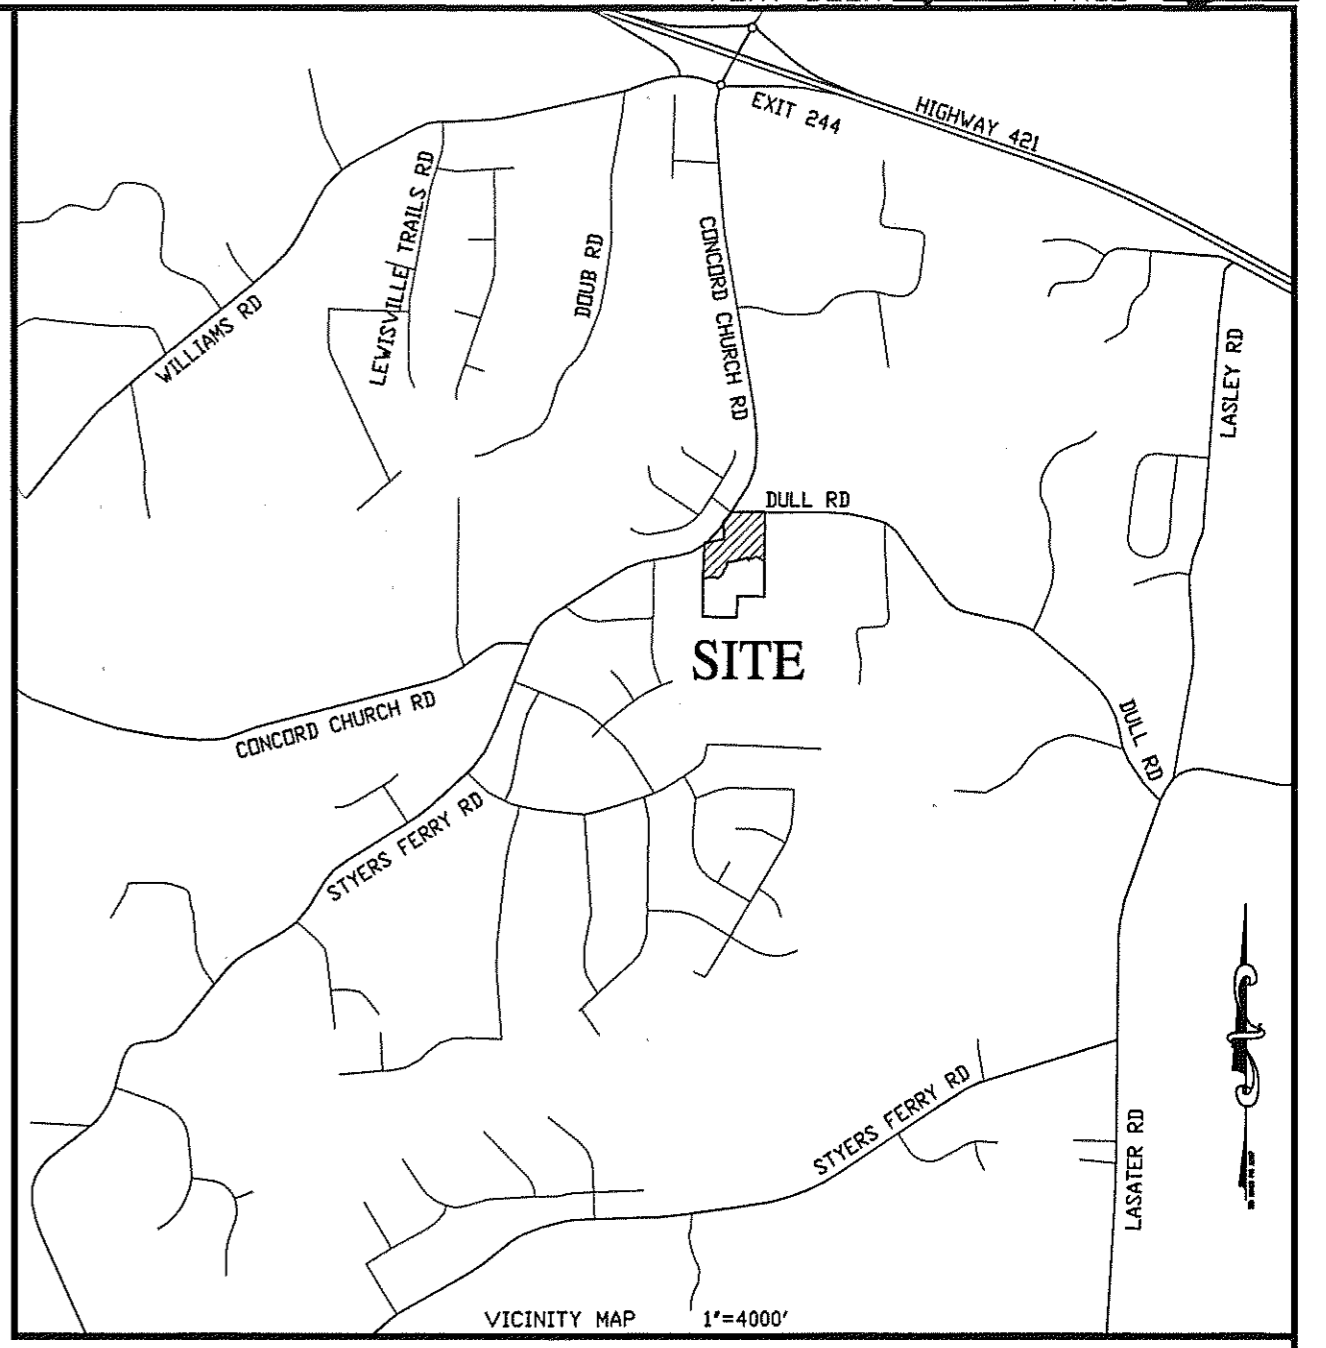 EXIT 244
HIGHWAY 421
LEWISVILLE TRAILS RD
DOUB RD
CONCORD CHURCH RD
WILLIAMS RD
LASLEY RD
DULL RD
SITE
CONCORD CHURCH RD
DULL RD
STYERS FERRY RD
STYERS FERRY RD
LASATER RD
VICINITY MAP 1"=4000'